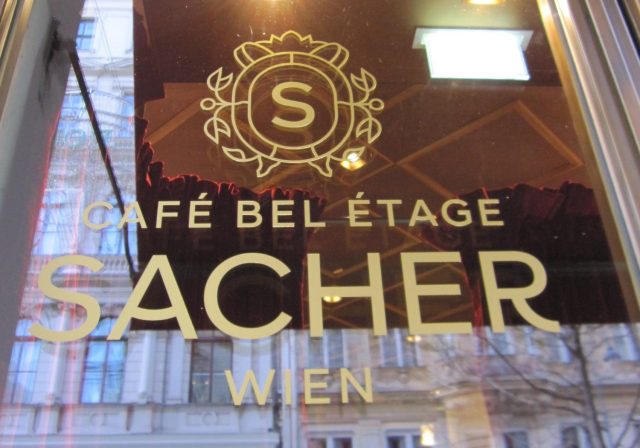 S
CAFÉ BEL ÉTAGE
SACHER
WIEN